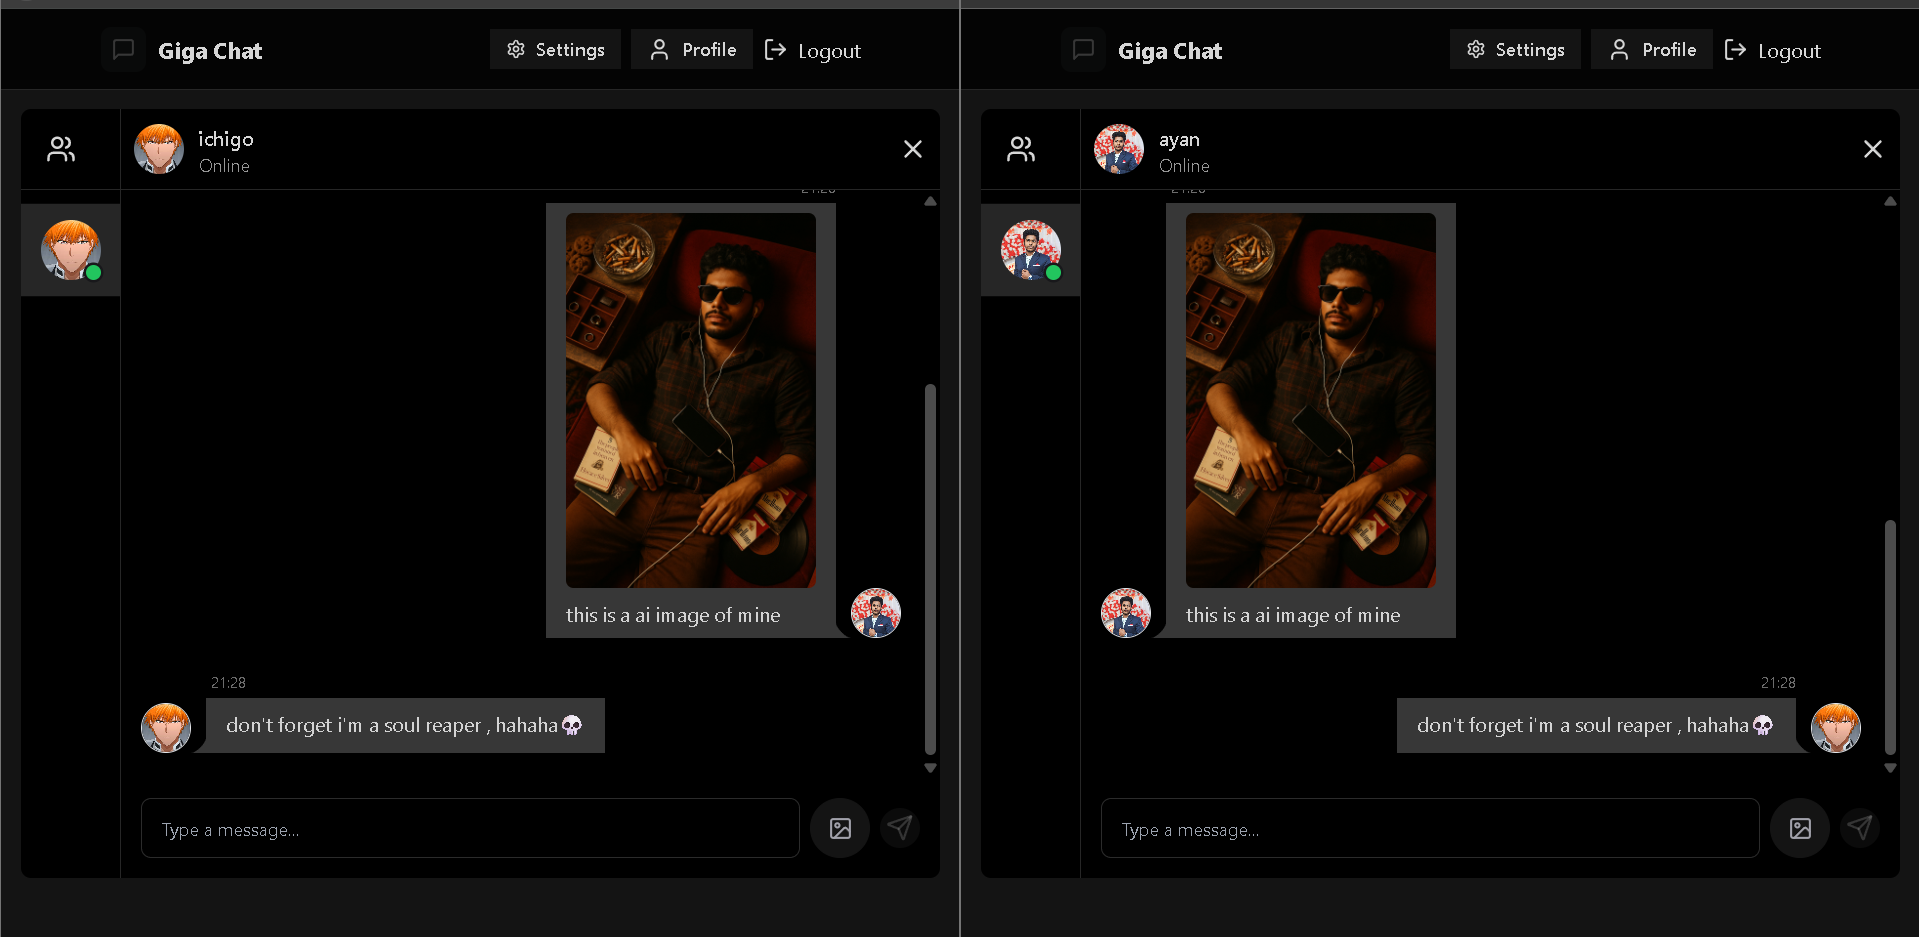 Giga Chat
Settings
Profile
Logout
ichigo
Online
this is a ai image of mine
21:28
don't forget i'm a soul reaper , hahaha💀
Type a message...
Giga Chat
Settings
Profile
Logout
ayan
Online
this is a ai image of mine
21:28
don't forget i'm a soul reaper , hahaha💀
Type a message...